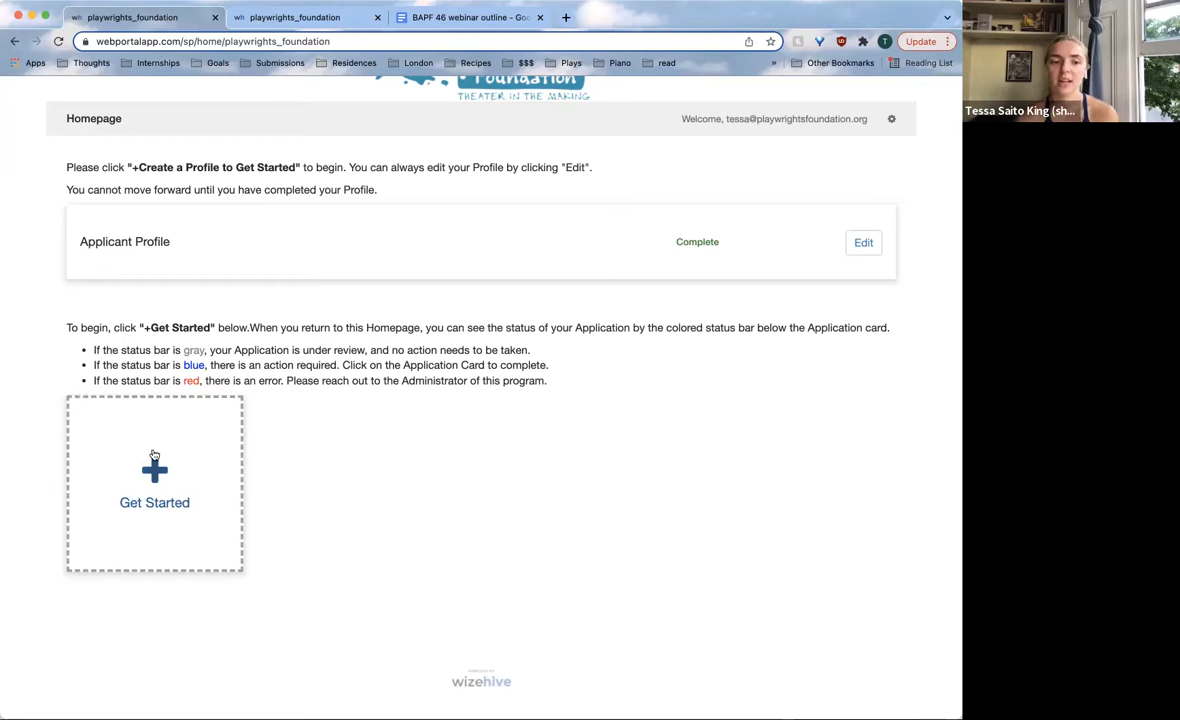 playwrights_foundation
playwrights_foundation
BAPF 46 webinar outline - Goo
webportalapp.com/sp/home/playwrights_foundation
T
Update
Apps
Thoughts
Internships
Goals
Submissions
Residences
London
Recipes
$$$
Plays
Piano
read
»
Other Bookmarks
Reading List
Foundation
THEATER IN THE MAKING
Homepage
Welcome, tessa@playwrightsfoundation.org
Please click "+Create a Profile to Get Started" to begin. You can always edit your Profile by clicking "Edit".
You cannot move forward until you have completed your Profile.
Applicant Profile
Complete
Edit
To begin, click "+Get Started" below.When you return to this Homepage, you can see the status of your Application by the colored status bar below the Application card.
• If the status bar is gray, your Application is under review, and no action needs to be taken.
• If the status bar is blue, there is an action required. Click on the Application Card to complete.
• If the status bar is red, there is an error. Please reach out to the Administrator of this program.
Get Started
POWERED BY
wizehive
Tessa Saito King (sh...